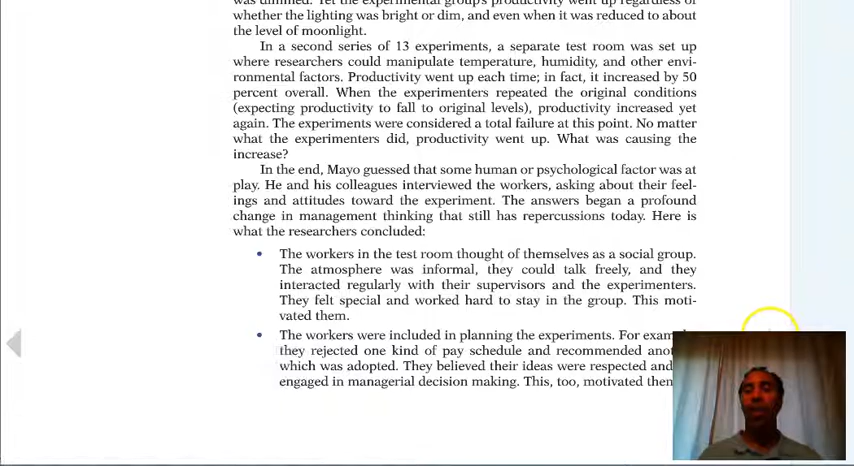 was dimmed. Yet the experimental group's productivity went up regardless of
whether the lighting was bright or dim, and even when it was reduced to about
the level of moonlight.
In a second series of 13 experiments, a separate test room was set up
where researchers could manipulate temperature, humidity, and other envi-
ronmental factors. Productivity went up each time; in fact, it increased by 50
percent overall. When the experimenters repeated the original conditions
(expecting productivity to fall to original levels), productivity increased yet
again. The experiments were considered a total failure at this point. No matter
what the experimenters did, productivity went up. What was causing the
increase?
In the end, Mayo guessed that some human or psychological factor was at
play. He and his colleagues interviewed the workers, asking about their feel-
ings and attitudes toward the experiment. The answers began a profound
change in management thinking that still has repercussions today. Here is
what the researchers concluded:
• The workers in the test room thought of themselves as a social group.
The atmosphere was informal, they could talk freely, and they
interacted regularly with their supervisors and the experimenters.
They felt special and worked hard to stay in the group. This moti-
vated them.
• The workers were included in planning the experiments. For
they rejected one kind of pay schedule and recommended
which was adopted. They believed their ideas were respected and
engaged in managerial decision making. This, too, motivated